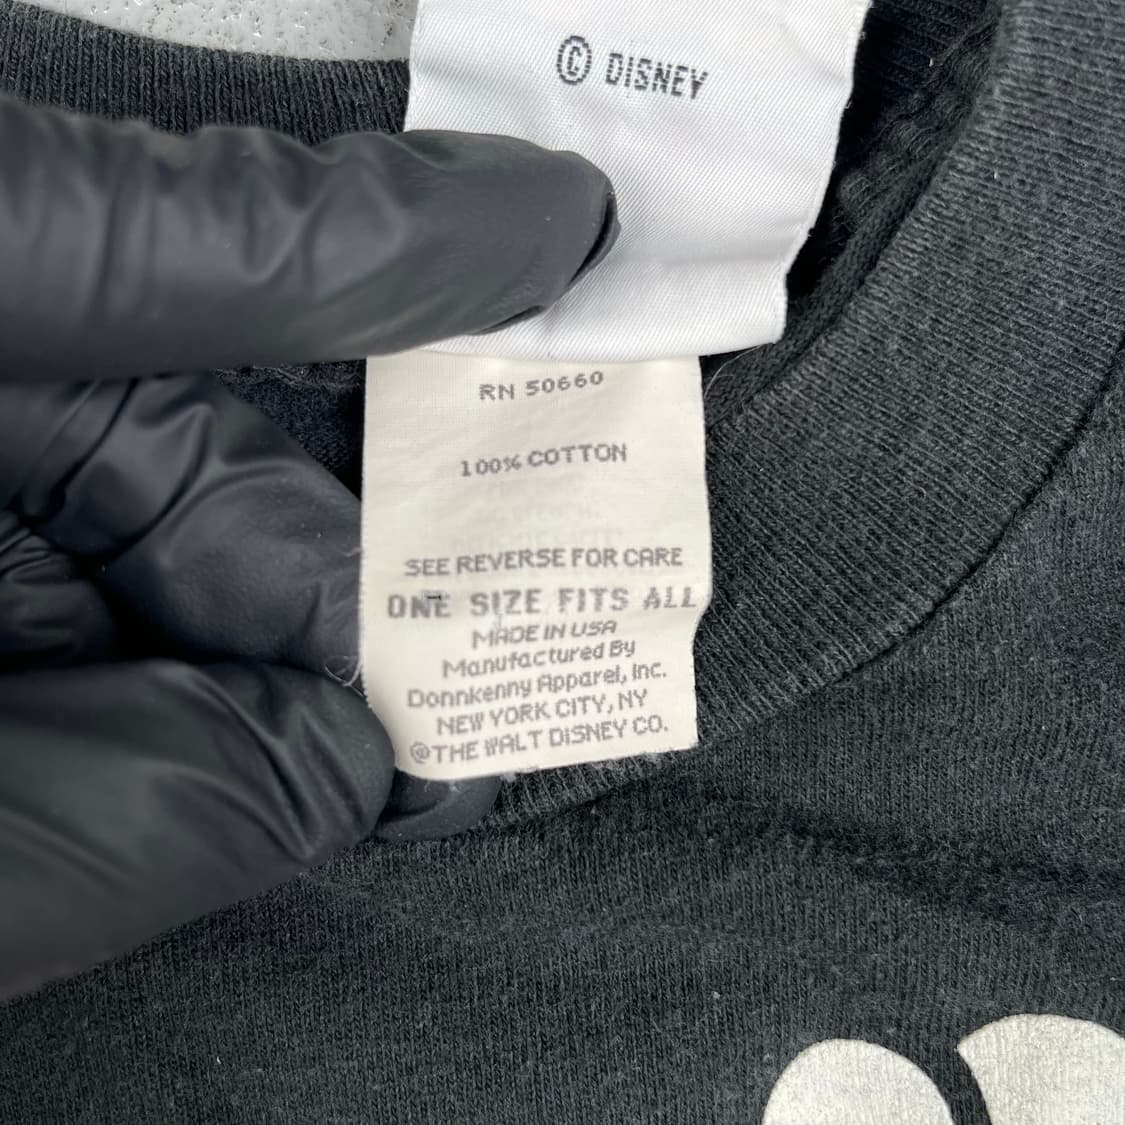 © DISNEY
RN 50660
100% COTTON
SEE REVERSE FOR CARE
ONE SIZE FITS ALL
MADE IN USA
Manufactured By
Donnkenny Apparel, Inc.
NEW YORK CITY, NY
©THE WALT DISNEY CO.